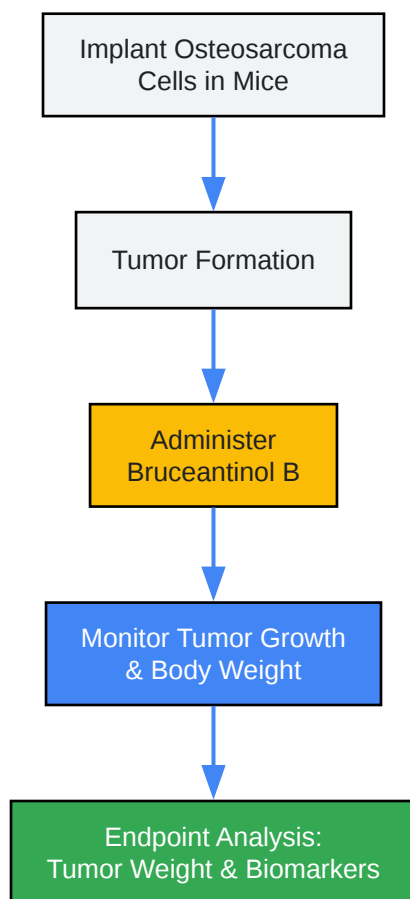 Implant Osteosarcoma
Cells in Mice
Tumor Formation
Administer
Bruceantinol B
Monitor Tumor Growth
& Body Weight
Endpoint Analysis:
Tumor Weight & Biomarkers